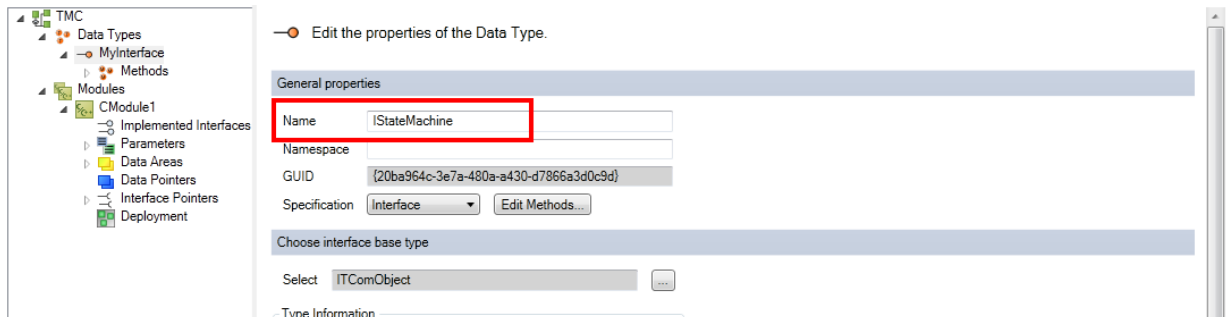 TMC
Data Types
MyInterface
Methods
Modules
CModule1
Implemented Interfaces
Parameters
Data Areas
Data Pointers
Interface Pointers
Deployment
Edit the properties of the Data Type.
General properties
Name IStateMachine
Namespace
GUID {20ba964c-3e7a-480a-a430-d7866a3d0c9d}
Specification Interface Edit Methods...
Choose interface base type
Select ITComObject ...
Type Information